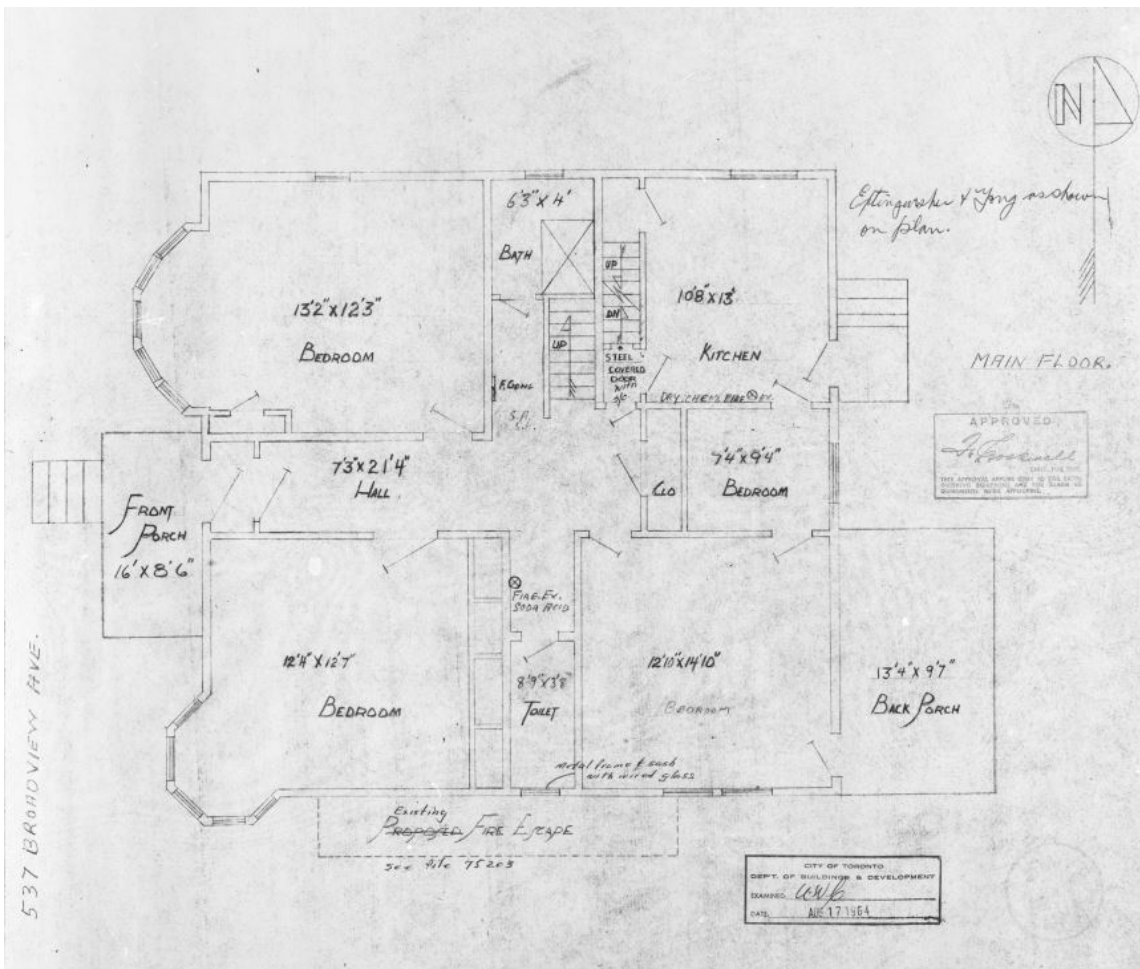 N
Extinguisher & Gong as shown
on plan.
6'3" X 4'
BATH
UP
DN
13'2" X 12'3"
BEDROOM
10'8" X 13'
KITCHEN
UP
STEEL
COVERED
DOOR
with
s/c
MAIN FLOOR.
F. GONG
S.P.
DRY CHEM. FIRE EX.
APPROVED
7'3" X 21'4"
HALL
CLO
7'4" X 9'4"
BEDROOM
FRONT
PORCH
16' X 8'6"
FIRE. EX.
SODA ACID
12'4" X 12'7"
BEDROOM
8'9" X 3'8"
TOILET
12'10" X 14'10"
BEDROOM
13'4" X 9'7"
BACK PORCH
metal frame & sash
with wired glass
Existing
PROPOSED FIRE ESCAPE
See file 75203
537 BROADVIEW AVE.
CITY OF TORONTO
DEPT. OF BUILDINGS & DEVELOPMENT
EXAMINED
DATE AUG 17 1964